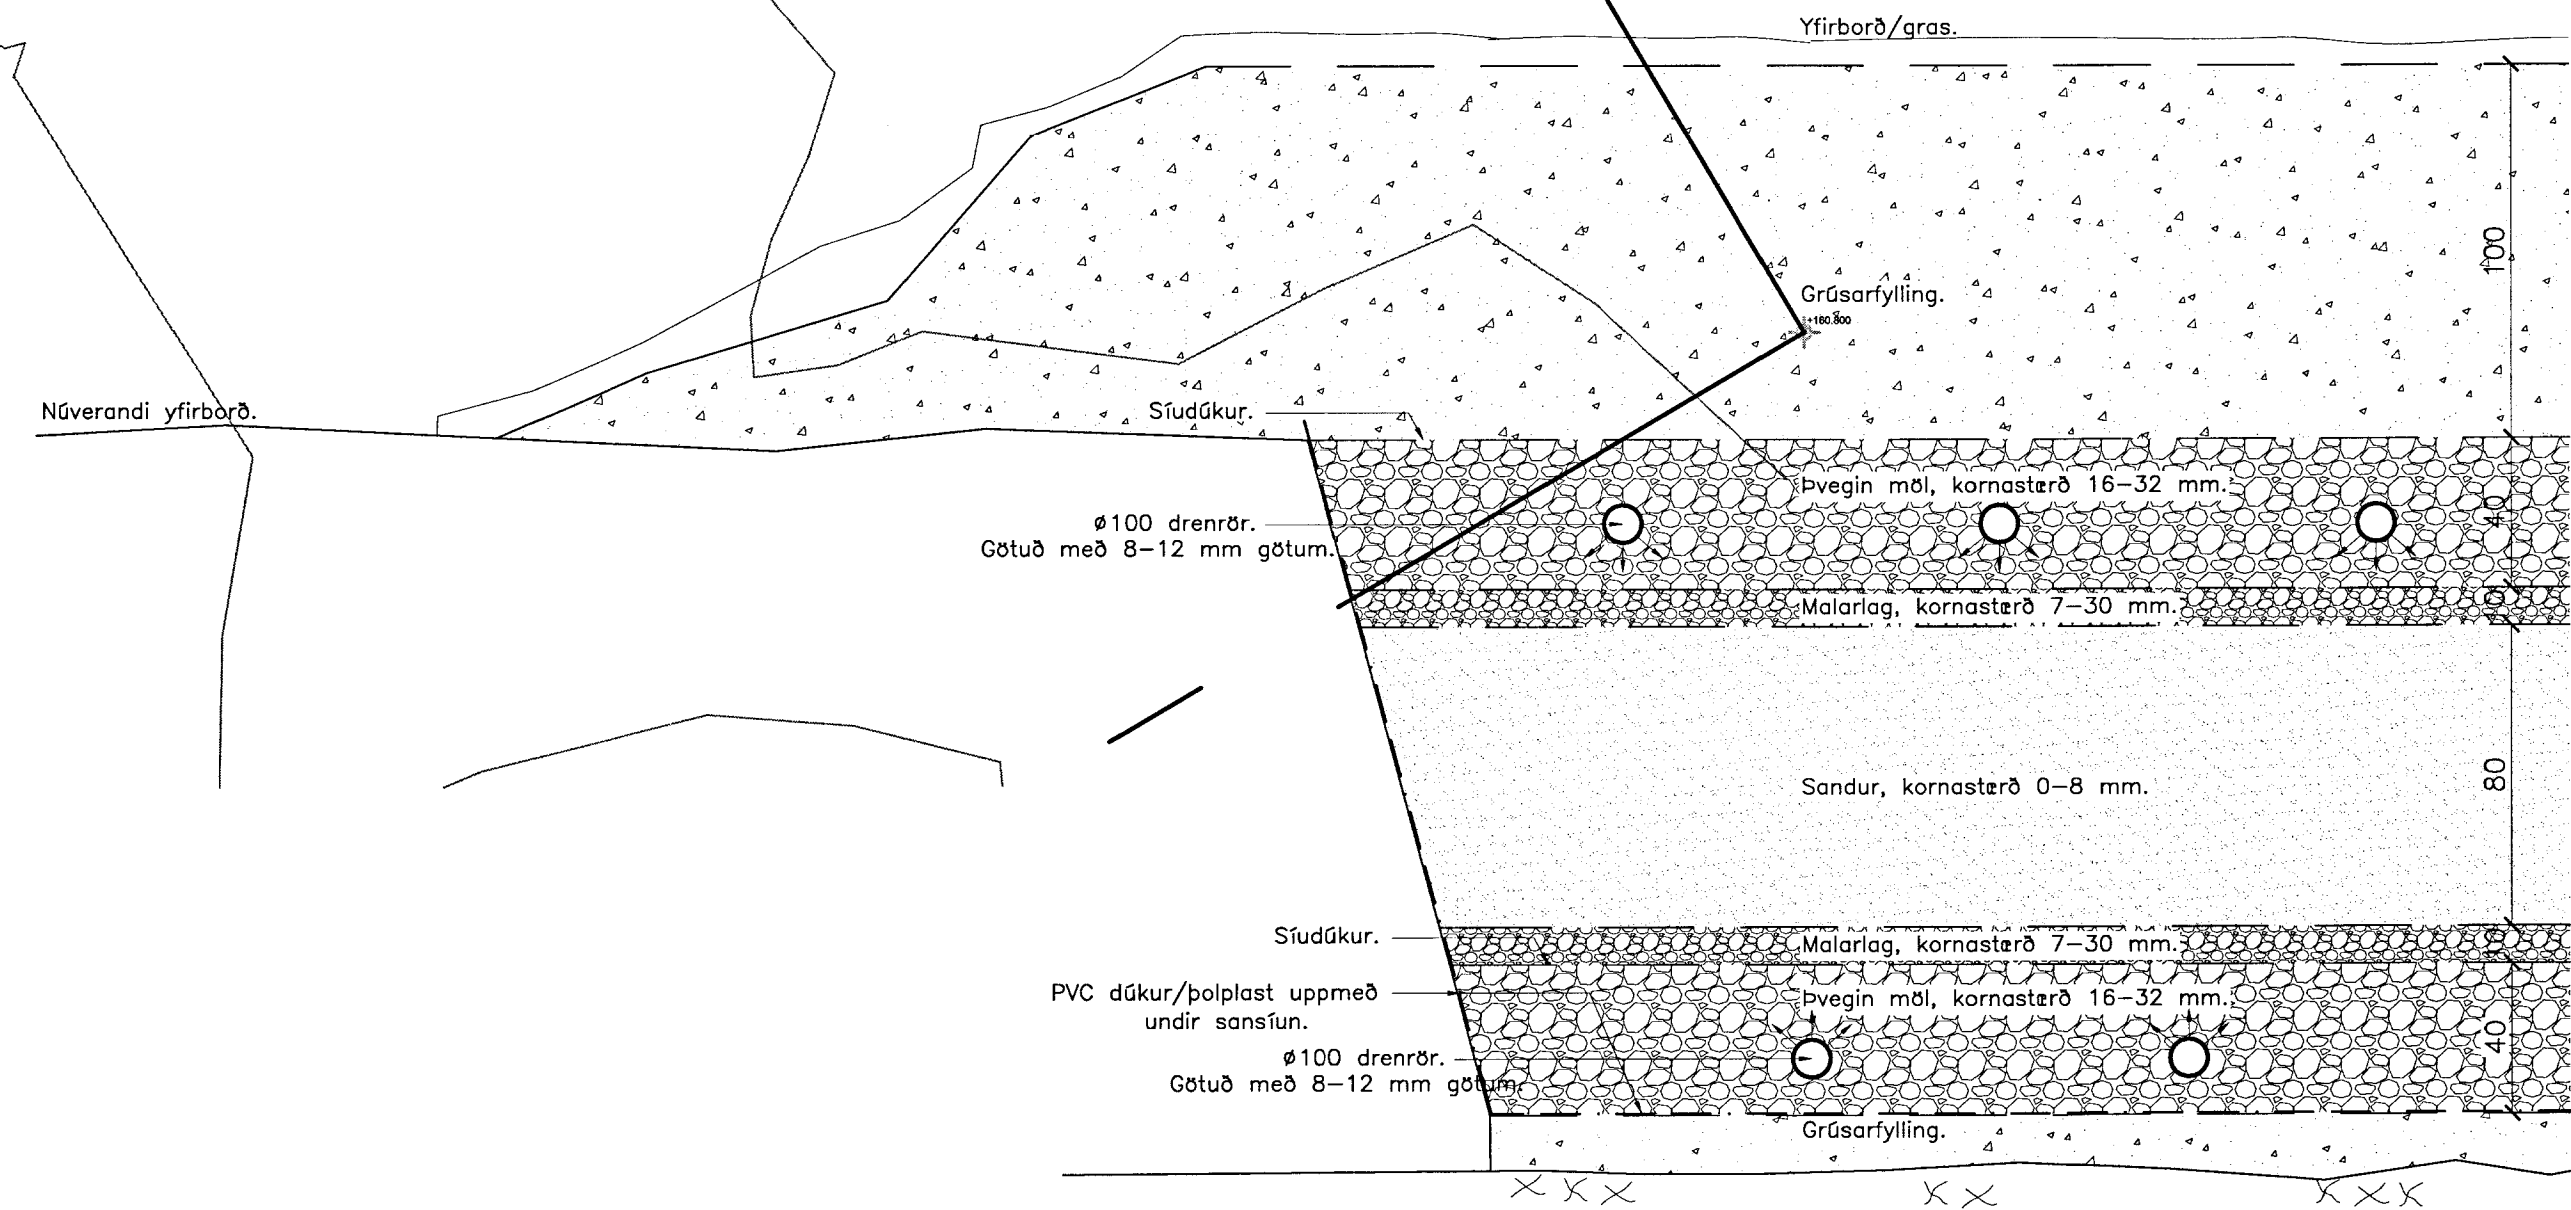 Yfirborð/gras.
100
Grúsarfylling.
+160.800
Núverandi yfirborð.
Síudúkur.
Þvegin möl, kornastærð 16-32 mm.
40
ø100 drenrör.
Götuð með 8-12 mm götum.
Malarlag, kornastærð 7-30 mm.
10
Sandur, kornastærð 0-8 mm.
80
Síudúkur.
Malarlag, kornastærð 7-30 mm.
10
PVC dúkur/þolplast uppmeð
undir sansíun.
Þvegin möl, kornastærð 16-32 mm.
40
ø100 drenrör.
Götuð með 8-12 mm götum.
Grúsarfylling.